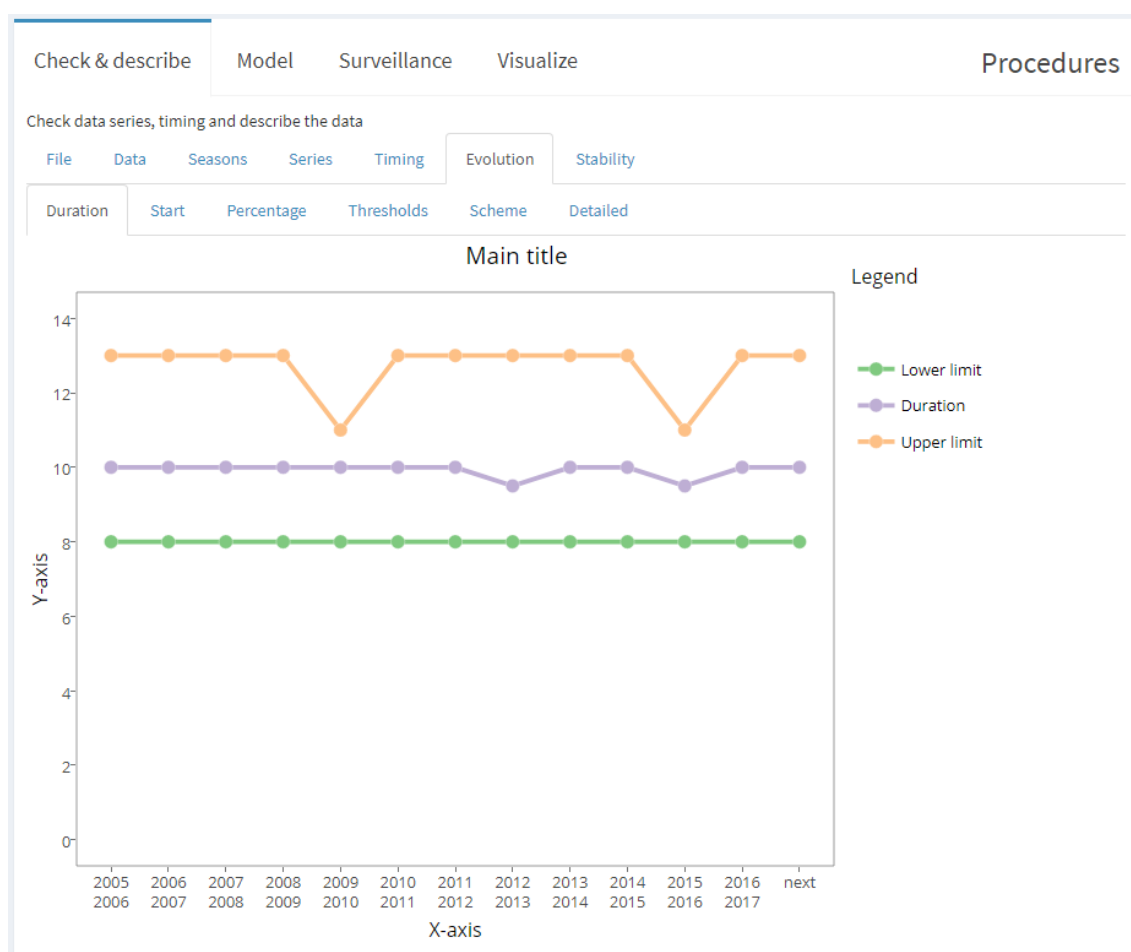 Check & describe Model Surveillance Visualize Procedures
Check data series, timing and describe the data
File Data Seasons Series Timing Evolution Stability
Duration Start Percentage Thresholds Scheme Detailed
Main title
Legend
Lower limit
Duration
Upper limit
14
12
10
8
6
4
2
0
Y-axis
2005 2006 2007 2008 2009 2010 2011 2012 2013 2014 2015 2016 next
2006 2007 2008 2009 2010 2011 2012 2013 2014 2015 2016 2017
X-axis